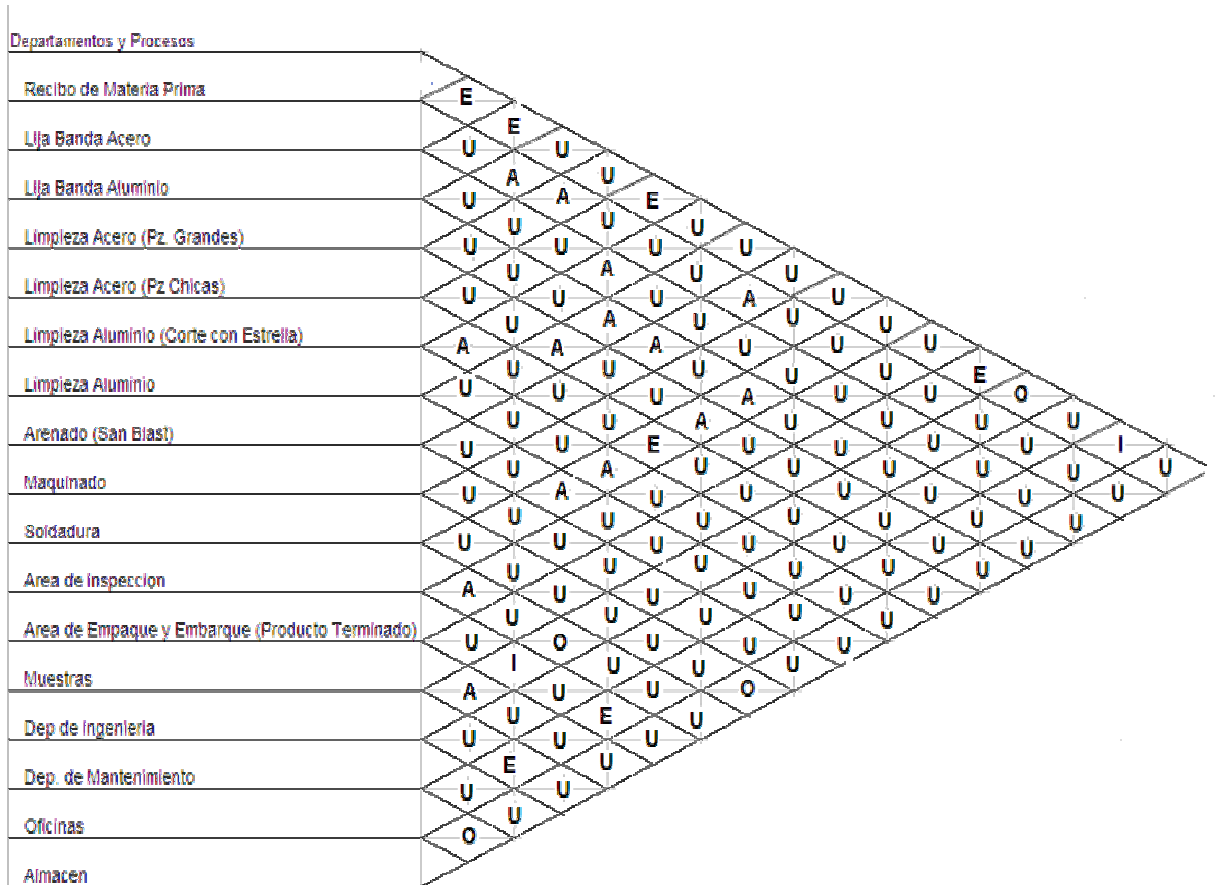 Departamentos y Procesos
Recibo de Materia Prima E
E
Lija Banda Acero U U
A U
Lija Banda Aluminio U A E
U U U
Limpieza Acero (Pz. Grandes) U U U U
U A U U
Limpieza Acero (Pz Chicas) U U U A U
U A U U U
Limpieza Aluminio (Corte con Estrella) A A A U U U
U U U U U E
Limpieza Aluminio U U U A U U O
U U A U U U U
Arenado (San Blast) U U E U U U U I
U A U U U U U U
Maquinado U A U U U U U U
U U U U U U U
Soldadura U U U U U U U
U U U U U U
Area de inspeccion A U U U U U
U U U U U
Area de Empaque y Embarque (Producto Terminado) U O U U U
I U U U
Muestras A U U O
U E U
Dep de Ingenieria U U U
E U
Dep. de Mantenimiento U U
U
Oficinas O
Almacen